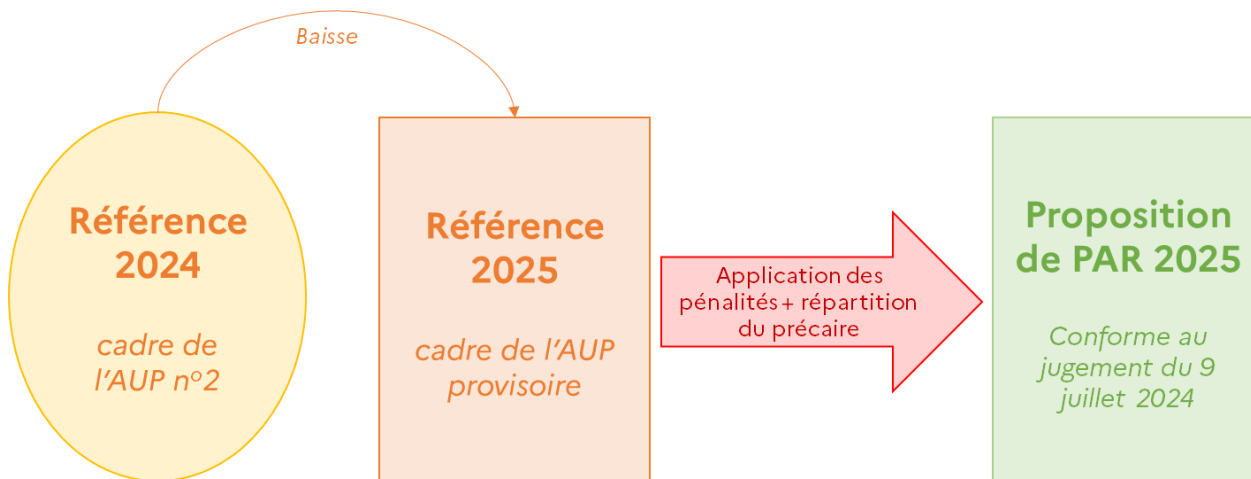 Baisse
Référence
2024
cadre de
l'AUP n°2
Référence
2025
cadre de l'AUP
provisoire
Application des
pénalités + répartition
du précaire
Proposition
de PAR 2025
Conforme au
jugement du 9
juillet 2024